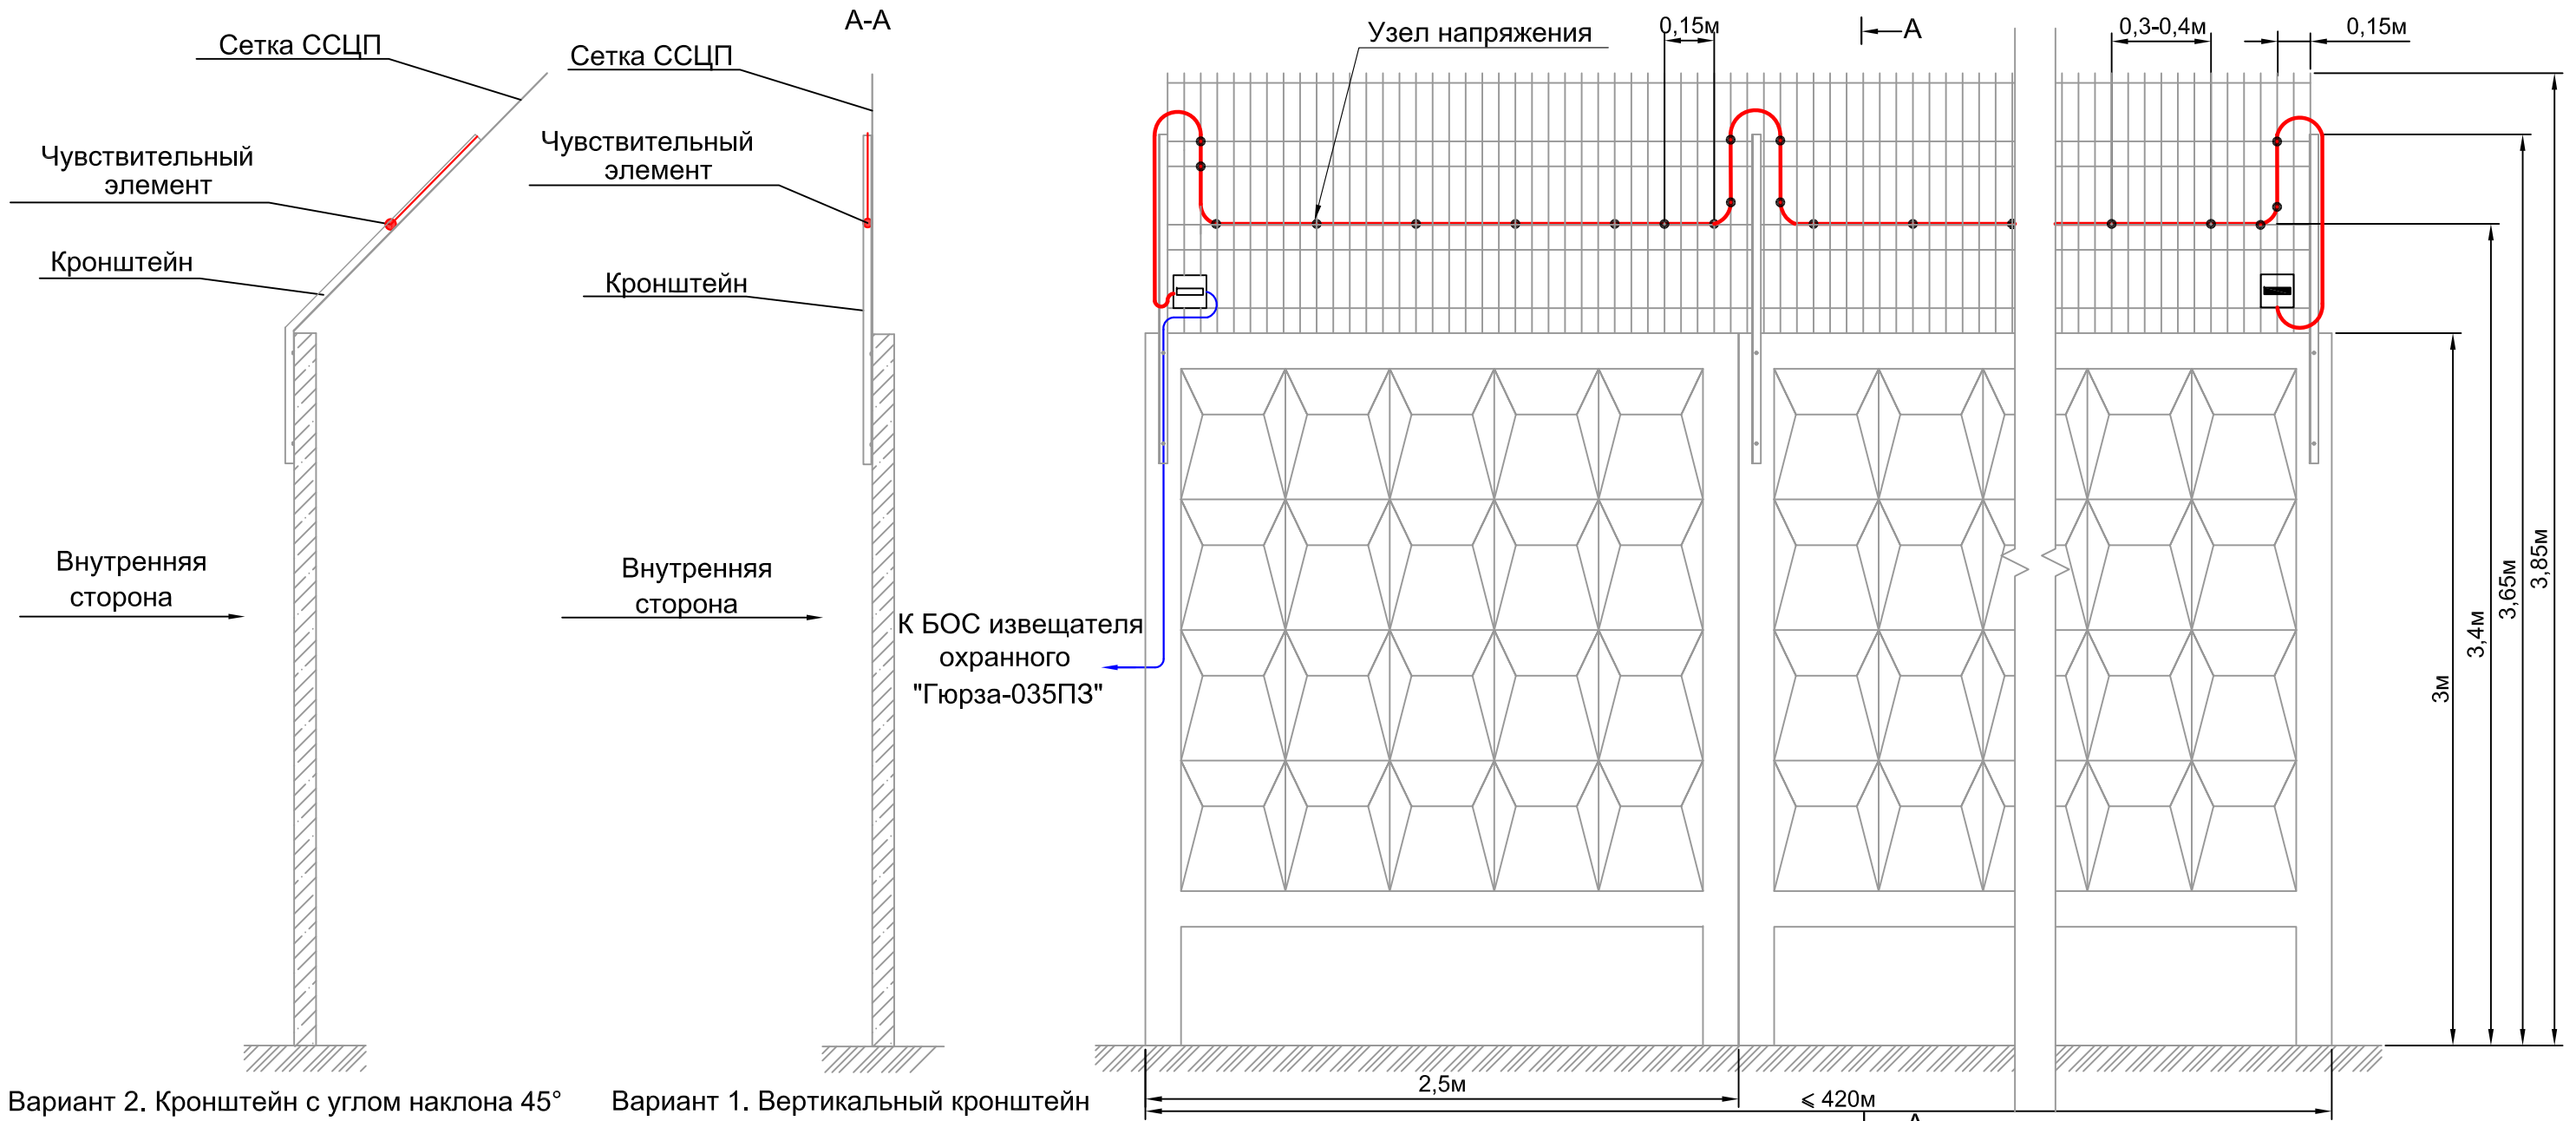 А-А
Сетка ССЦП
Чувствительный
элемент
Кронштейн
Внутренняя
сторона
Вариант 2. Кронштейн с углом наклона 45°
Сетка ССЦП
Чувствительный
элемент
Кронштейн
Внутренняя
сторона
Вариант 1. Вертикальный кронштейн
К БОС извещателя
охранного
"Гюрза-035ПЗ"
Узел напряжения
0,15м
А
0,3-0,4м
0,15м
3м
3,4м
3,65м
3,85м
2,5м
⩽ 420м
А